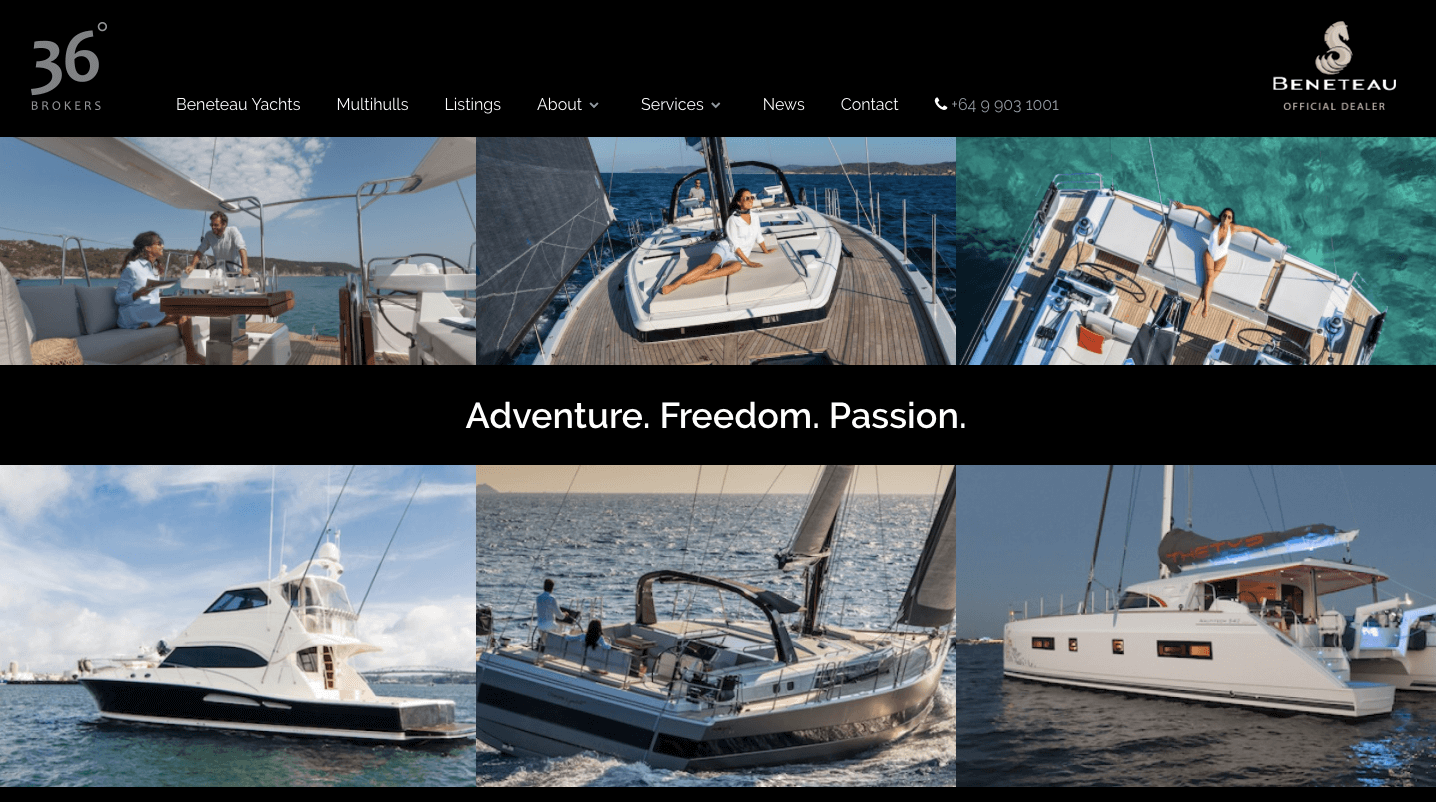 36°
BROKERS
Beneteau Yachts Multihulls Listings About Services News Contact +64 9 903 1001
BENETEAU
OFFICIAL DEALER
Adventure. Freedom. Passion.
THETYS